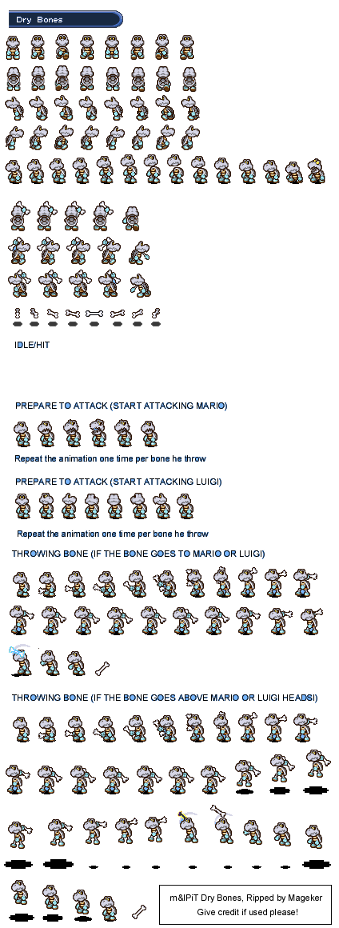 Dry Bones
IDLE/HIT
PREPARE TO ATTACK (START ATTACKING MARIO)
Repeat the animation one time per bone he throw
PREPARE TO ATTACK (START ATTACKING LUIGI)
Repeat the animation one time per bone he throw
THROWING BONE (IF THE BONE GOES TO MARIO OR LUIGI)
THROWING BONE (IF THE BONE GOES ABOVE MARIO OR LUIGI HEADS!)
m&lPiT Dry Bones, Ripped by Mageker
Give credit if used please!